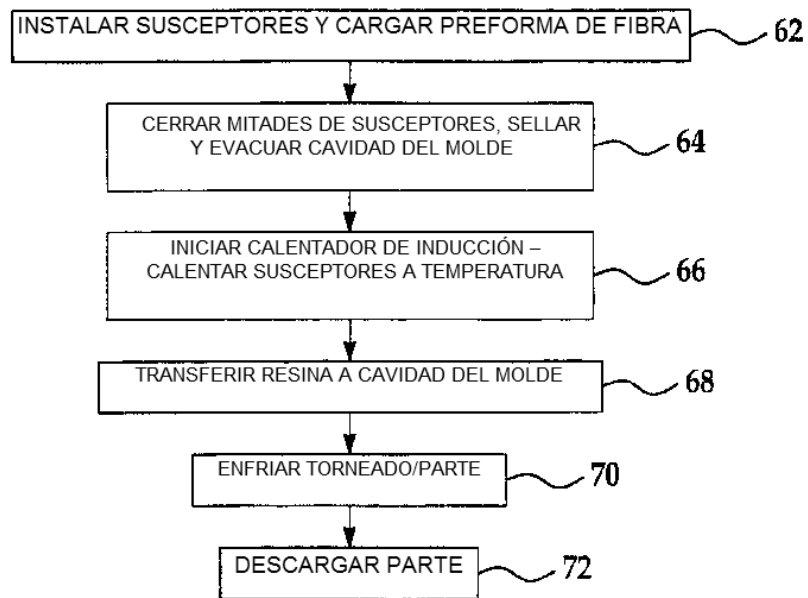 INSTALAR SUSCEPTORES Y CARGAR PREFORMA DE FIBRA
62
CERRAR MITADES DE SUSCEPTORES, SELLAR
Y EVACUAR CAVIDAD DEL MOLDE
64
INICIAR CALENTADOR DE INDUCCIÓN –
CALENTAR SUSCEPTORES A TEMPERATURA
66
TRANSFERIR RESINA A CAVIDAD DEL MOLDE
68
ENFRIAR TORNEADO/PARTE
70
DESCARGAR PARTE
72